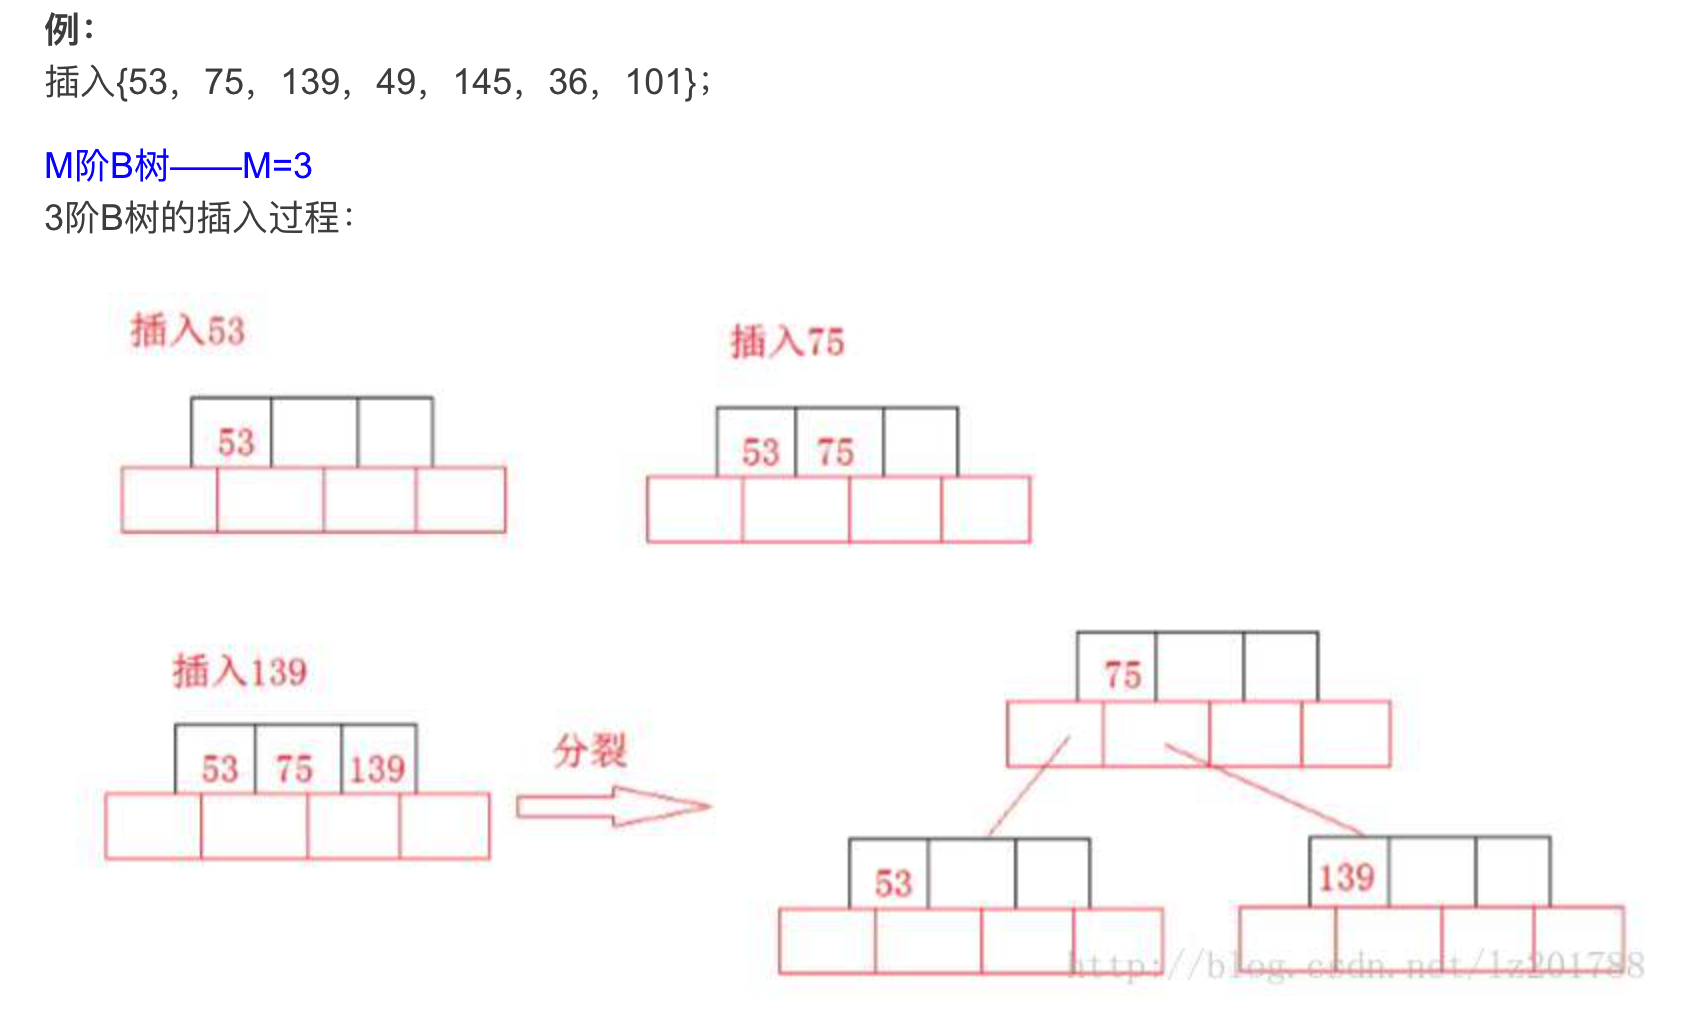 例：
插入{53，75，139，49，145，36，101}；
M阶B树——M=3
3阶B树的插入过程：
插入53
插入75
53
53 75
插入139
75
53 75 139
分裂
53
139
http://blog.csdn.net/lz201788